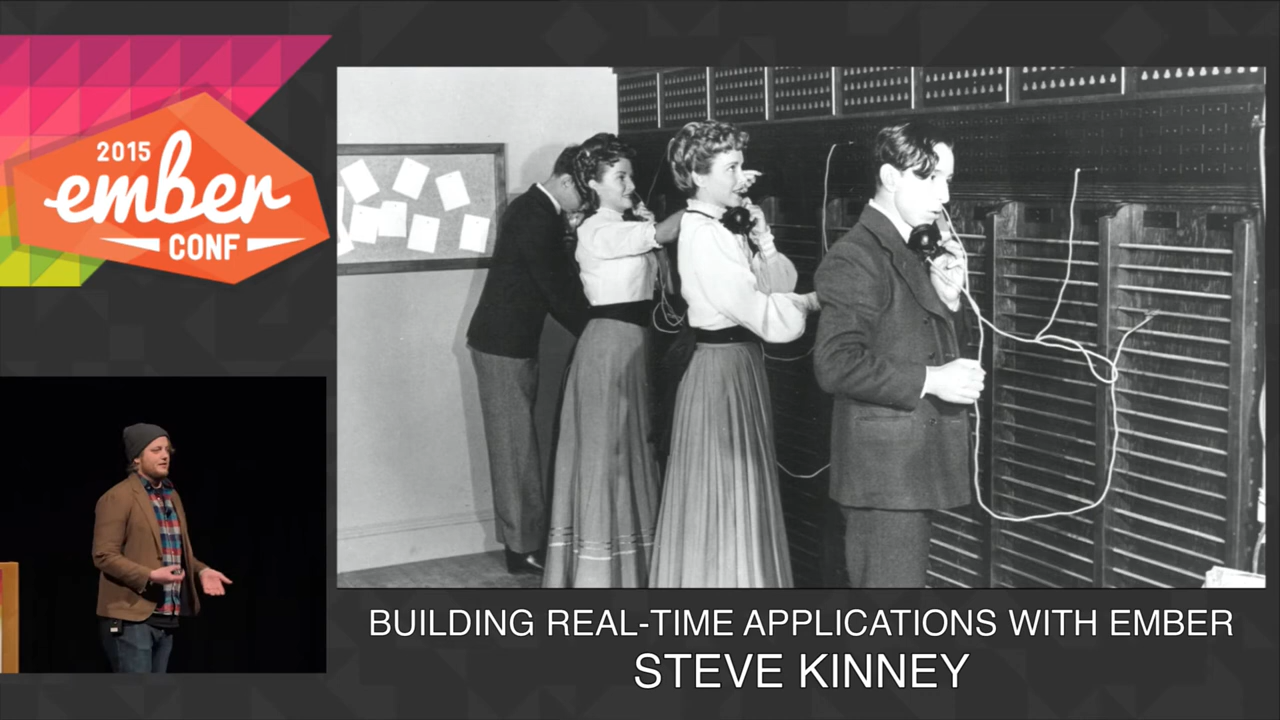 2015
ember
CONF
BUILDING REAL-TIME APPLICATIONS WITH EMBER
STEVE KINNEY